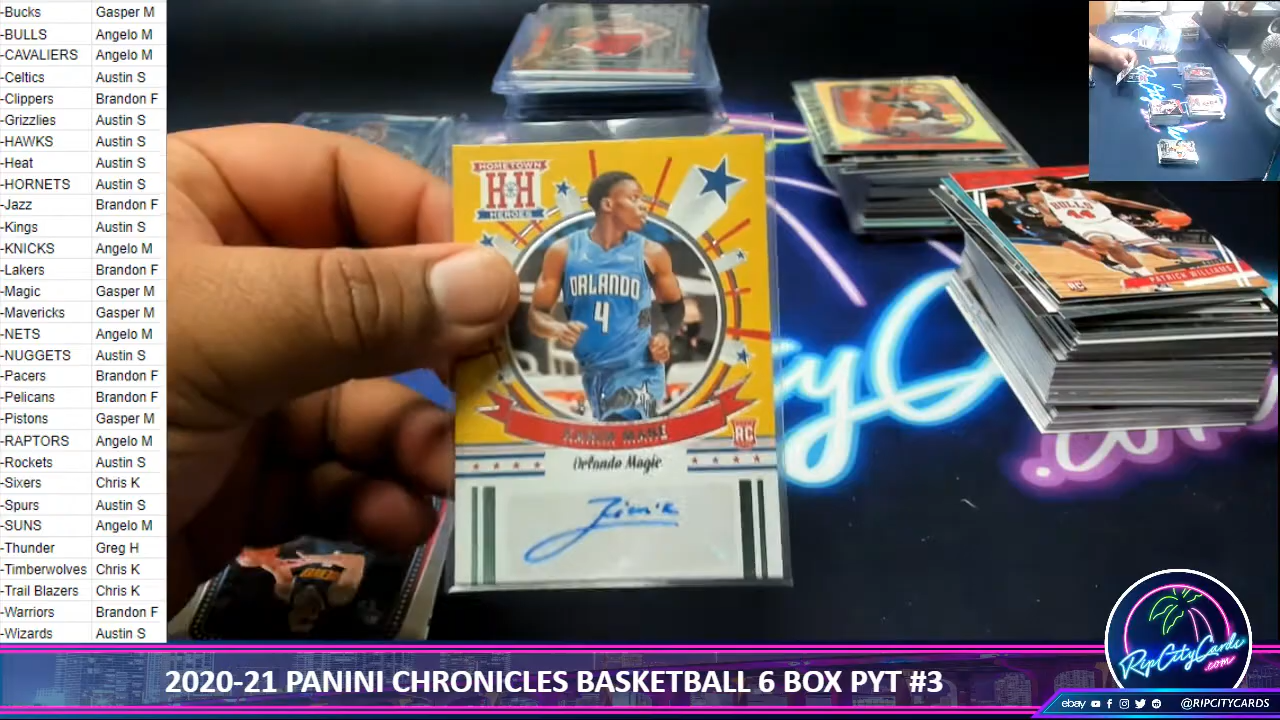 -Bucks Gasper M
-BULLS Angelo M
-CAVALIERS Angelo M
-Celtics Austin S
-Clippers Brandon F
-Grizzlies Austin S
-HAWKS Austin S
-Heat Austin S
-HORNETS Austin S
-Jazz Brandon F
-Kings Austin S
-KNICKS Angelo M
-Lakers Brandon F
-Magic Gasper M
-Mavericks Gasper M
-NETS Angelo M
-NUGGETS Austin S
-Pacers Brandon F
-Pelicans Brandon F
-Pistons Gasper M
-RAPTORS Angelo M
-Rockets Austin S
-Sixers Chris K
-Spurs Austin S
-SUNS Angelo M
-Thunder Greg H
-Timberwolves Chris K
-Trail Blazers Chris K
-Warriors Brandon F
-Wizards Austin S
HOMETOWN
HH
HEROES
ORLANDO
4
RC
Orlando Magic
BULLS
44
RC PATRICK WILLIAMS
.com
RipCityCards
.com
2020-21 PANINI CHRONICLES BASKETBALL 6 BOX PYT #3
ebay @RIPCITYCARDS